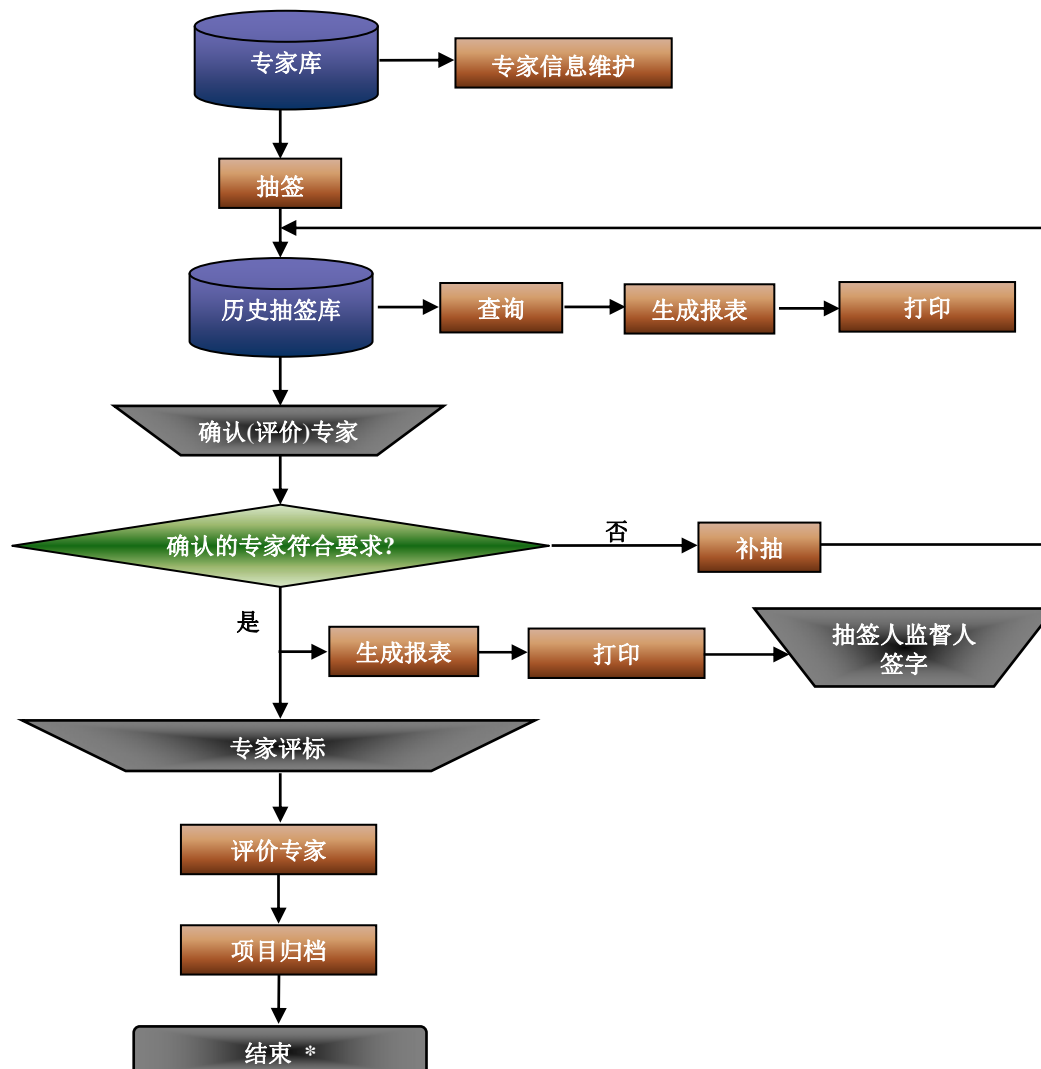 专家库
专家信息维护
抽签
历史抽签库
查询
生成报表
打印
确认(评价)专家
确认的专家符合要求?
否
补抽
是
生成报表
打印
抽签人监督人
签字
专家评标
评价专家
项目归档
结束 *